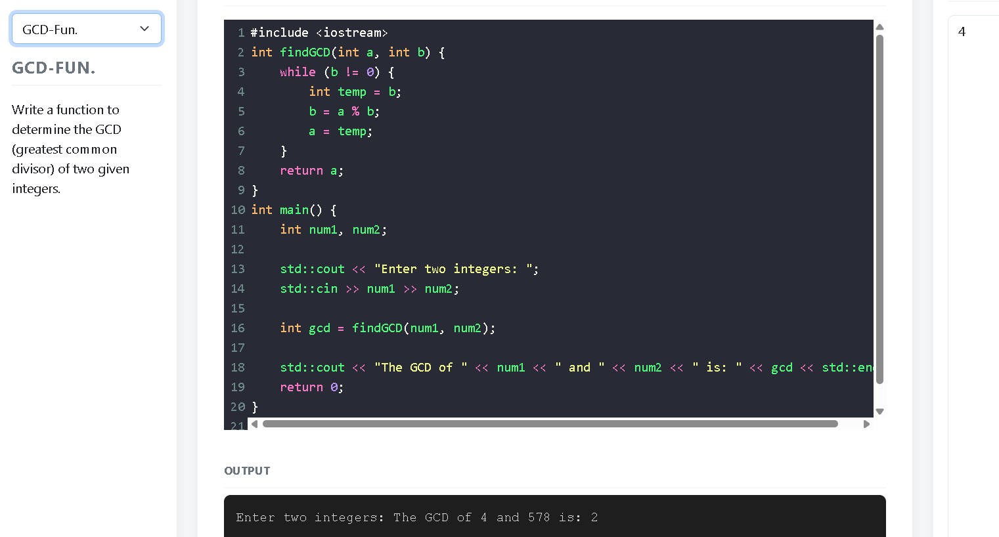 GCD-Fun.
GCD-FUN.
Write a function to
determine the GCD
(greatest common
divisor) of two given
integers.
1 #include <iostream>
2 int findGCD(int a, int b) {
3     while (b != 0) {
4         int temp = b;
5         b = a % b;
6         a = temp;
7     }
8     return a;
9 }
10 int main() {
11     int num1, num2;
12
13     std::cout << "Enter two integers: ";
14     std::cin >> num1 >> num2;
15
16     int gcd = findGCD(num1, num2);
17
18     std::cout << "The GCD of " << num1 << " and " << num2 << " is: " << gcd << std::en
19     return 0;
20 }
21
OUTPUT
Enter two integers: The GCD of 4 and 578 is: 2
4